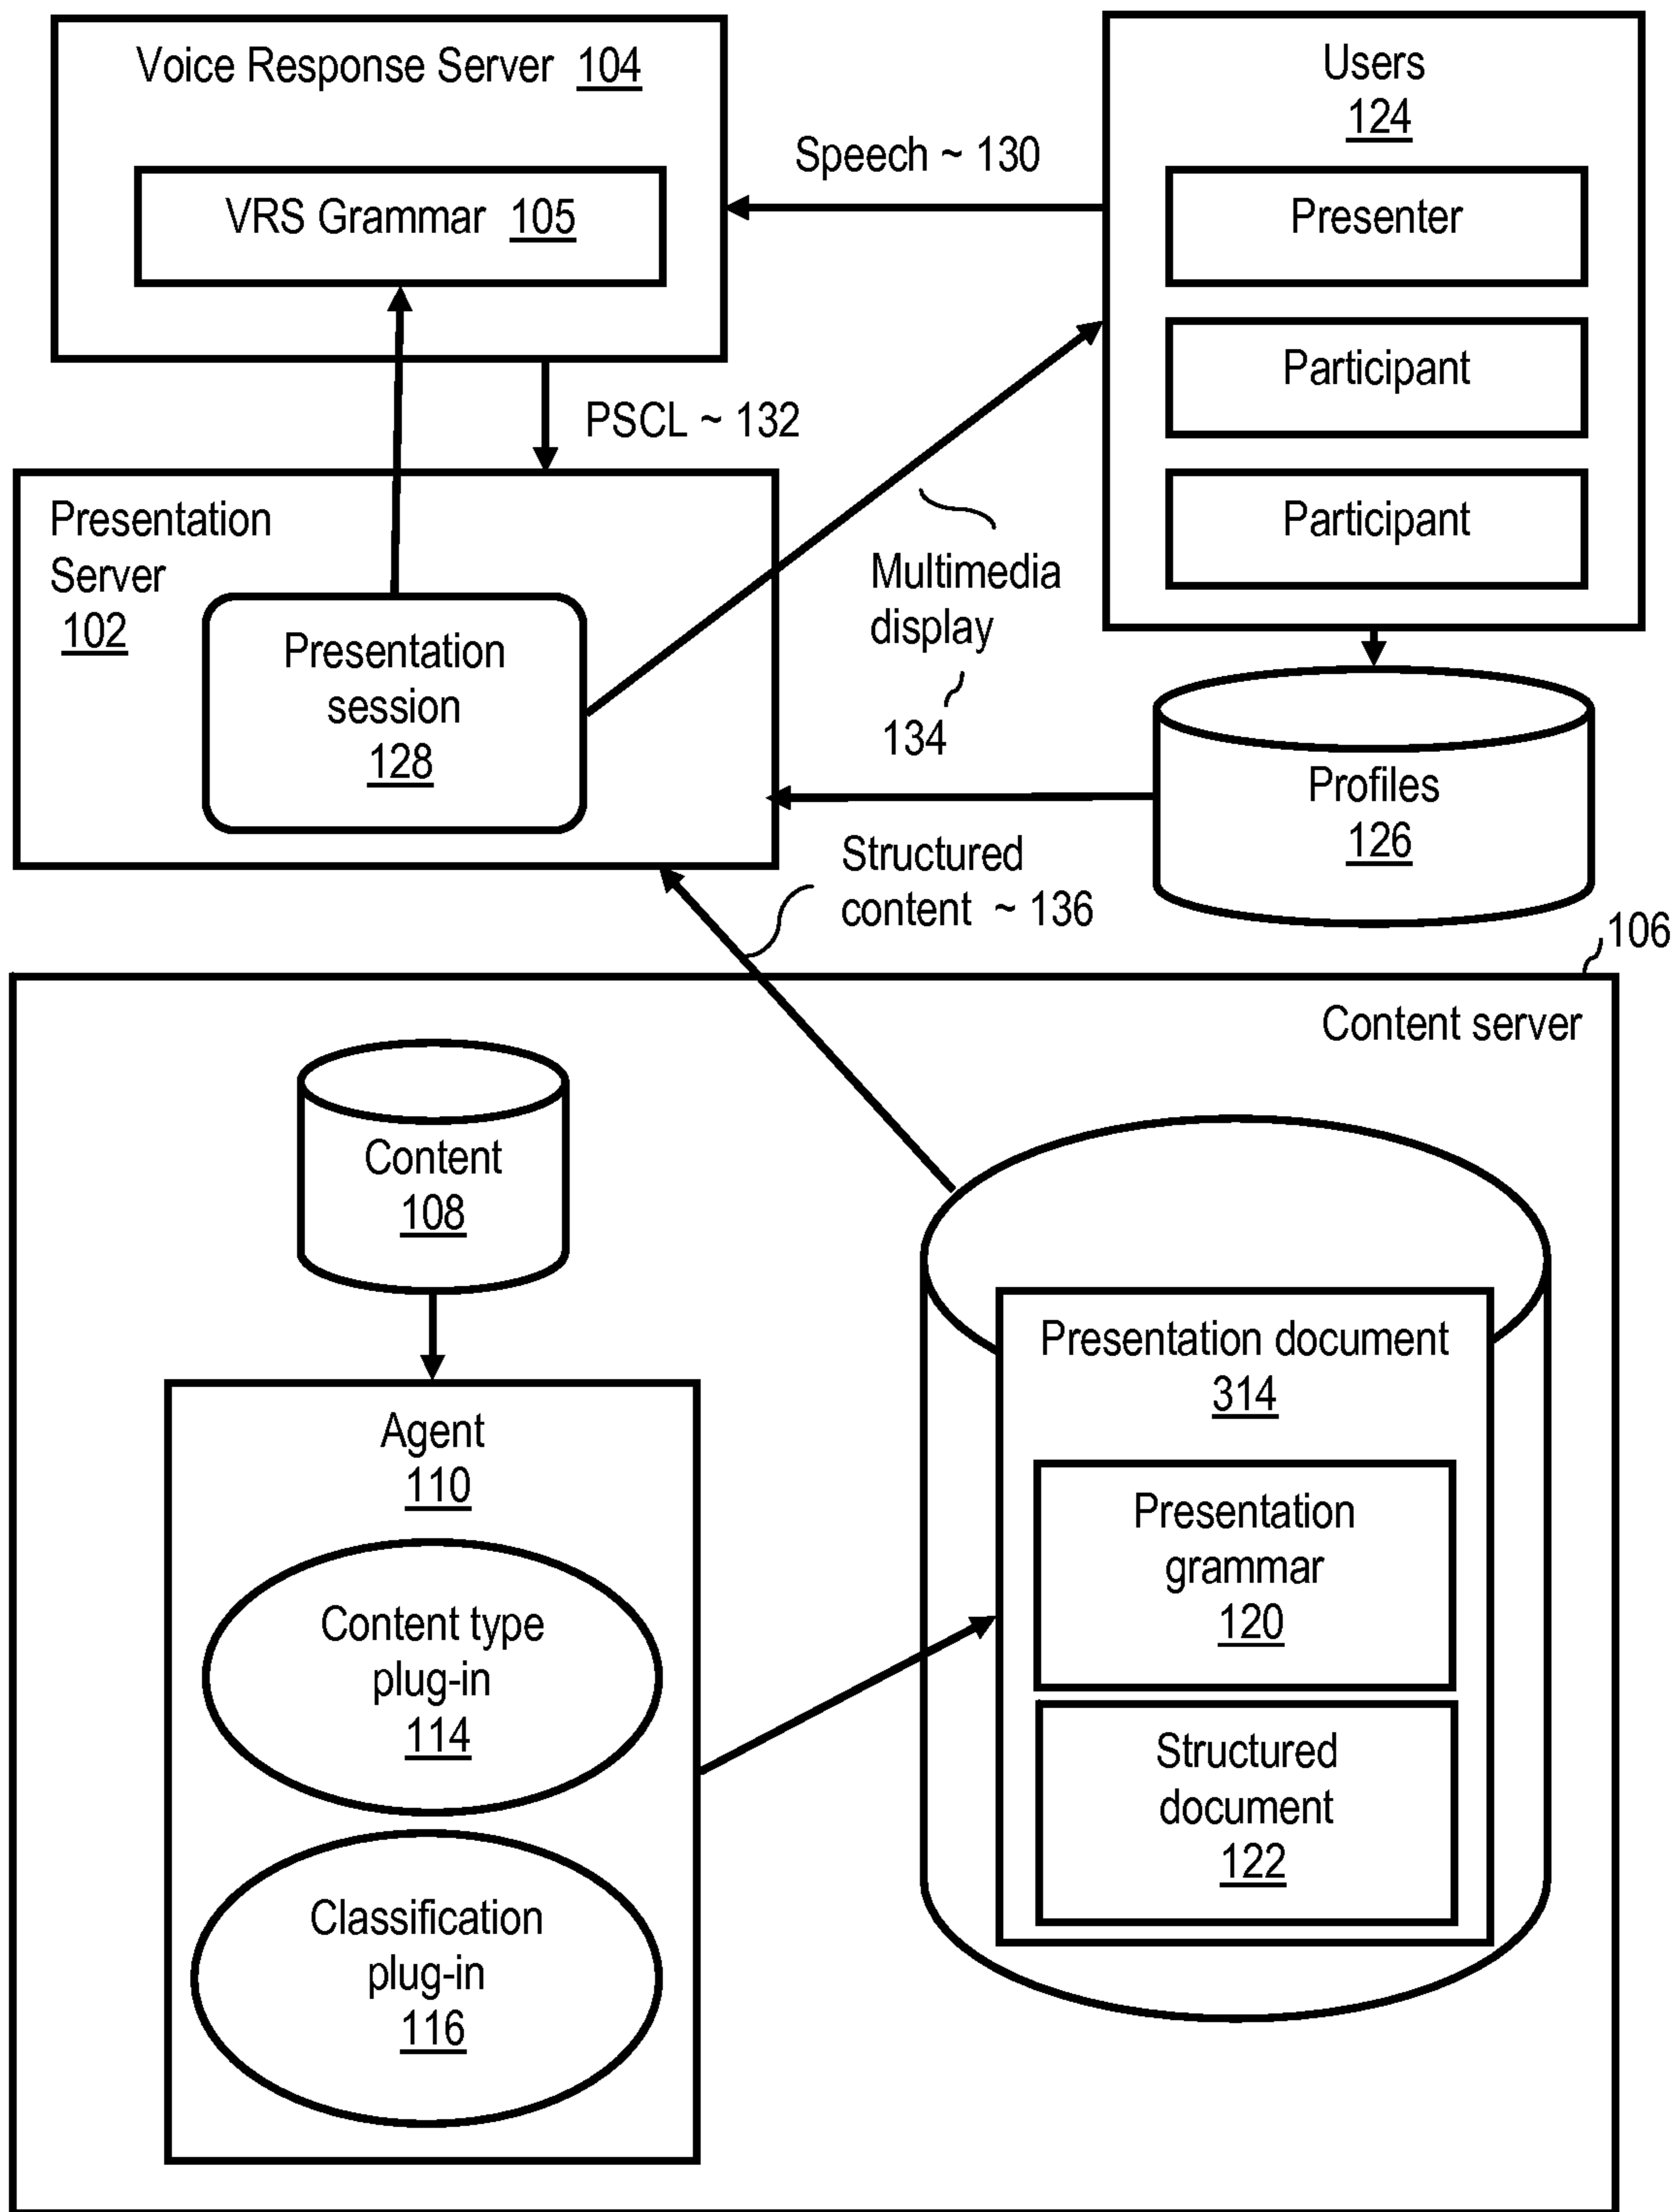 Voice Response Server 104
VRS Grammar 105
Speech ~ 130
Users
124
Presenter
Participant
Participant
PSCL ~ 132
Presentation
Server
102
Presentation
session
128
Multimedia
display
134
Profiles
126
Structured
content ~ 136
106
Content server
Content
108
Agent
110
Content type
plug-in
114
Classification
plug-in
116
Presentation document
314
Presentation
grammar
120
Structured
document
122